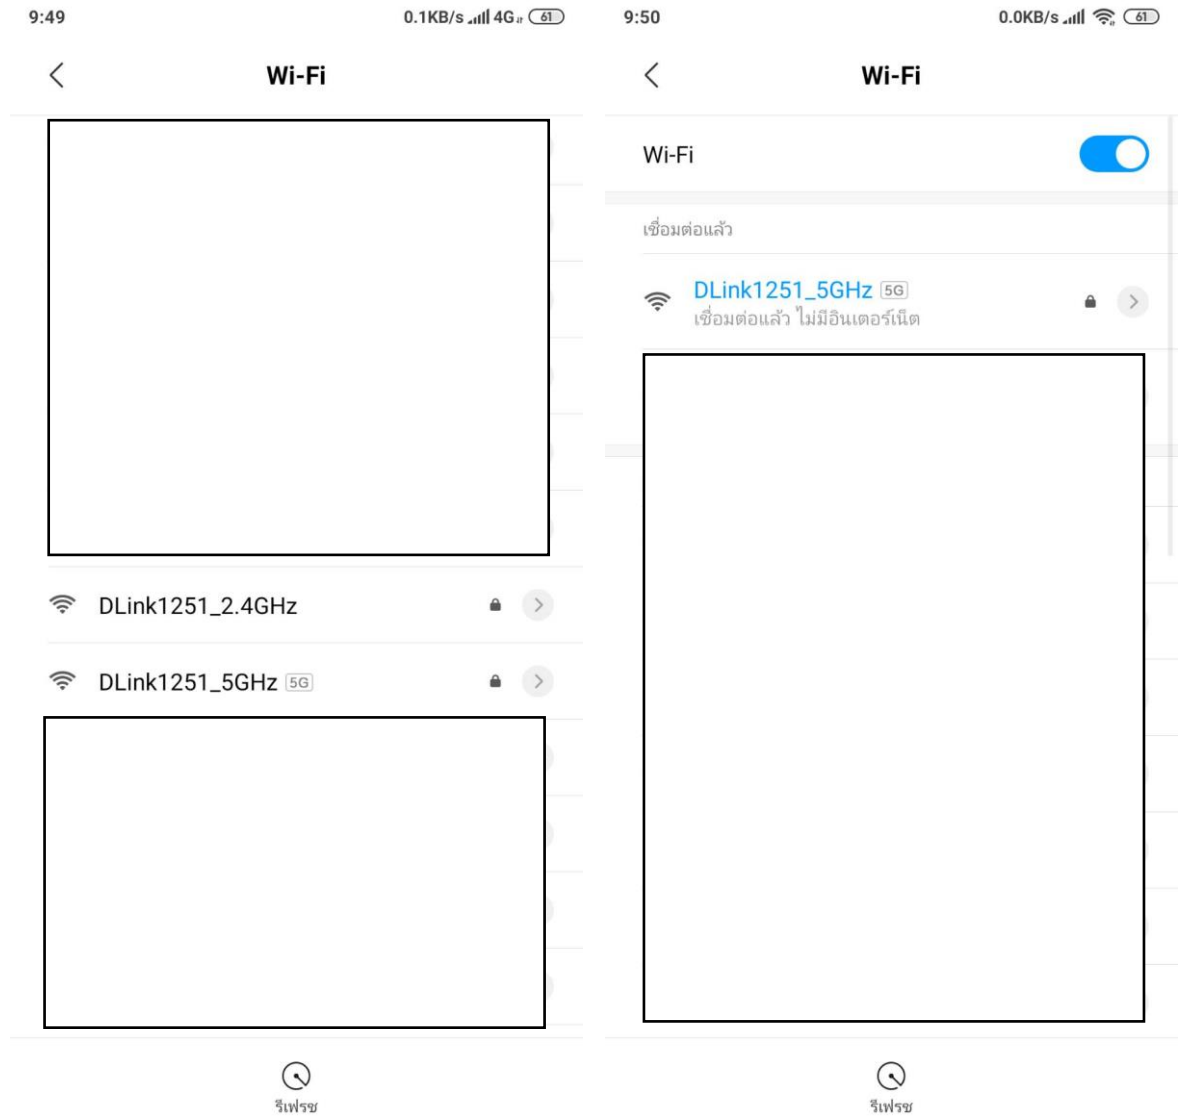 9:49
0.1KB/s 4G 61
Wi-Fi
DLink1251_2.4GHz
DLink1251_5GHz 5G
รีเฟรช
9:50
0.0KB/s 61
Wi-Fi
Wi-Fi
เชื่อมต่อแล้ว
DLink1251_5GHz 5G
เชื่อมต่อแล้ว ไม่มีอินเตอร์เน็ต
รีเฟรช